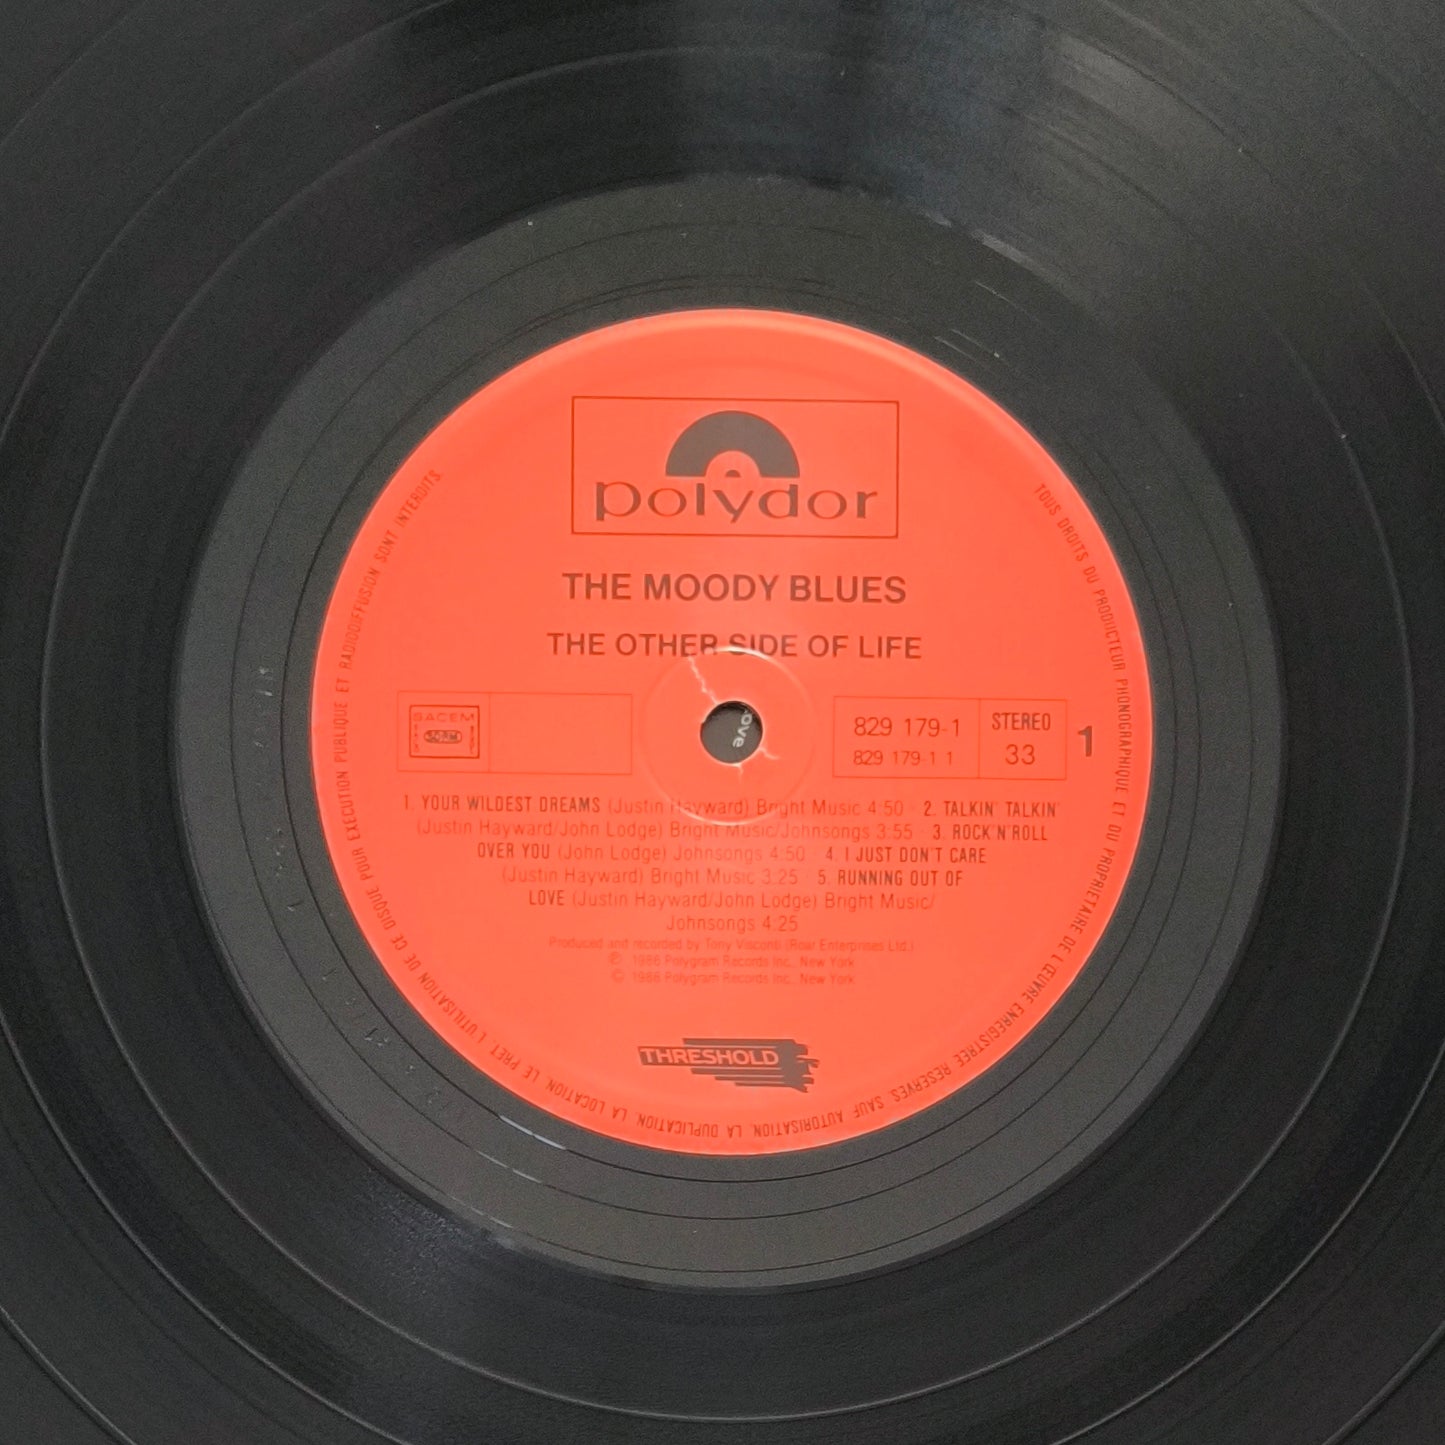 polydor
THE MOODY BLUES
THE OTHER SIDE OF LIFE
SACEM
SDRM
829 179-1
829 179-1 1
STEREO
33
1
love
1. YOUR WILDEST DREAMS (Justin Hayward) Bright Music 4:50 · 2. TALKIN' TALKIN'
(Justin Hayward/John Lodge) Bright Music/Johnsongs 3:55 · 3. ROCK'N'ROLL
OVER YOU (John Lodge) Johnsongs 4:50 · 4. I JUST DON'T CARE
(Justin Hayward) Bright Music 3:25 · 5. RUNNING OUT OF
LOVE (Justin Hayward/John Lodge) Bright Music/
Johnsongs 4:25
Produced and recorded by Tony Visconti (Roar Enterprises Ltd.)
℗ 1986 Polygram Records Inc., New York
© 1986 Polygram Records Inc., New York
THRESHOLD
TOUS DROITS DU PRODUCTEUR PHONOGRAPHIQUE ET DU PROPRIETAIRE DE L'ŒUVRE ENREGISTREE RESERVES. SAUF AUTORISATION, LA DUPLICATION, LA LOCATION, LE PRET, L'UTILISATION DE CE DISQUE POUR EXECUTION PUBLIQUE ET RADIODIFFUSION SONT INTERDITS.